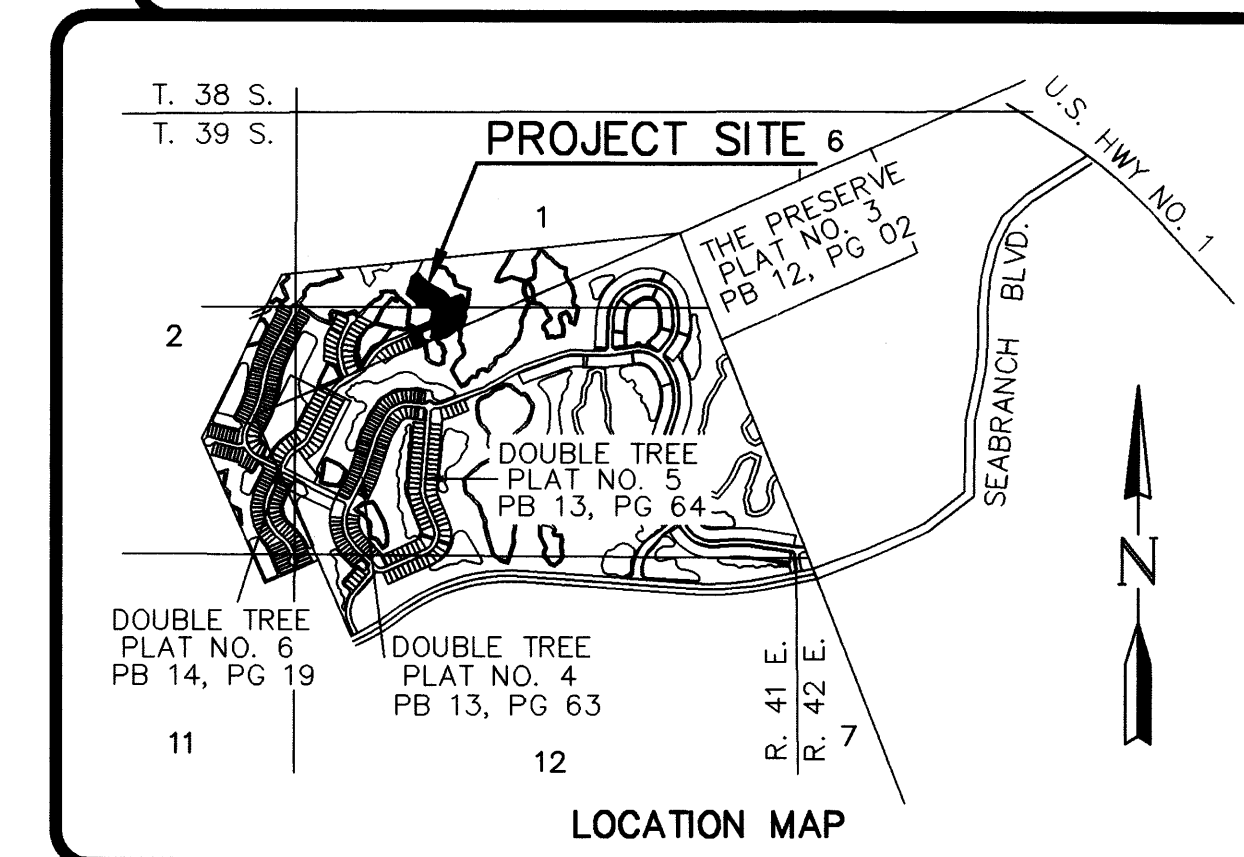 T. 38 S.
T. 39 S.
PROJECT SITE
6
U.S. HWY NO. 1
1
THE PRESERVE
PLAT NO. 3
PB 12, PG 02
SEABRANCH BLVD.
2
DOUBLE TREE
PLAT NO. 5
PB 13, PG 64
N
DOUBLE TREE
PLAT NO. 6
PB 14, PG 19
DOUBLE TREE
PLAT NO. 4
PB 13, PG 63
R. 41 E.
R. 42 E.
7
11
12
LOCATION MAP